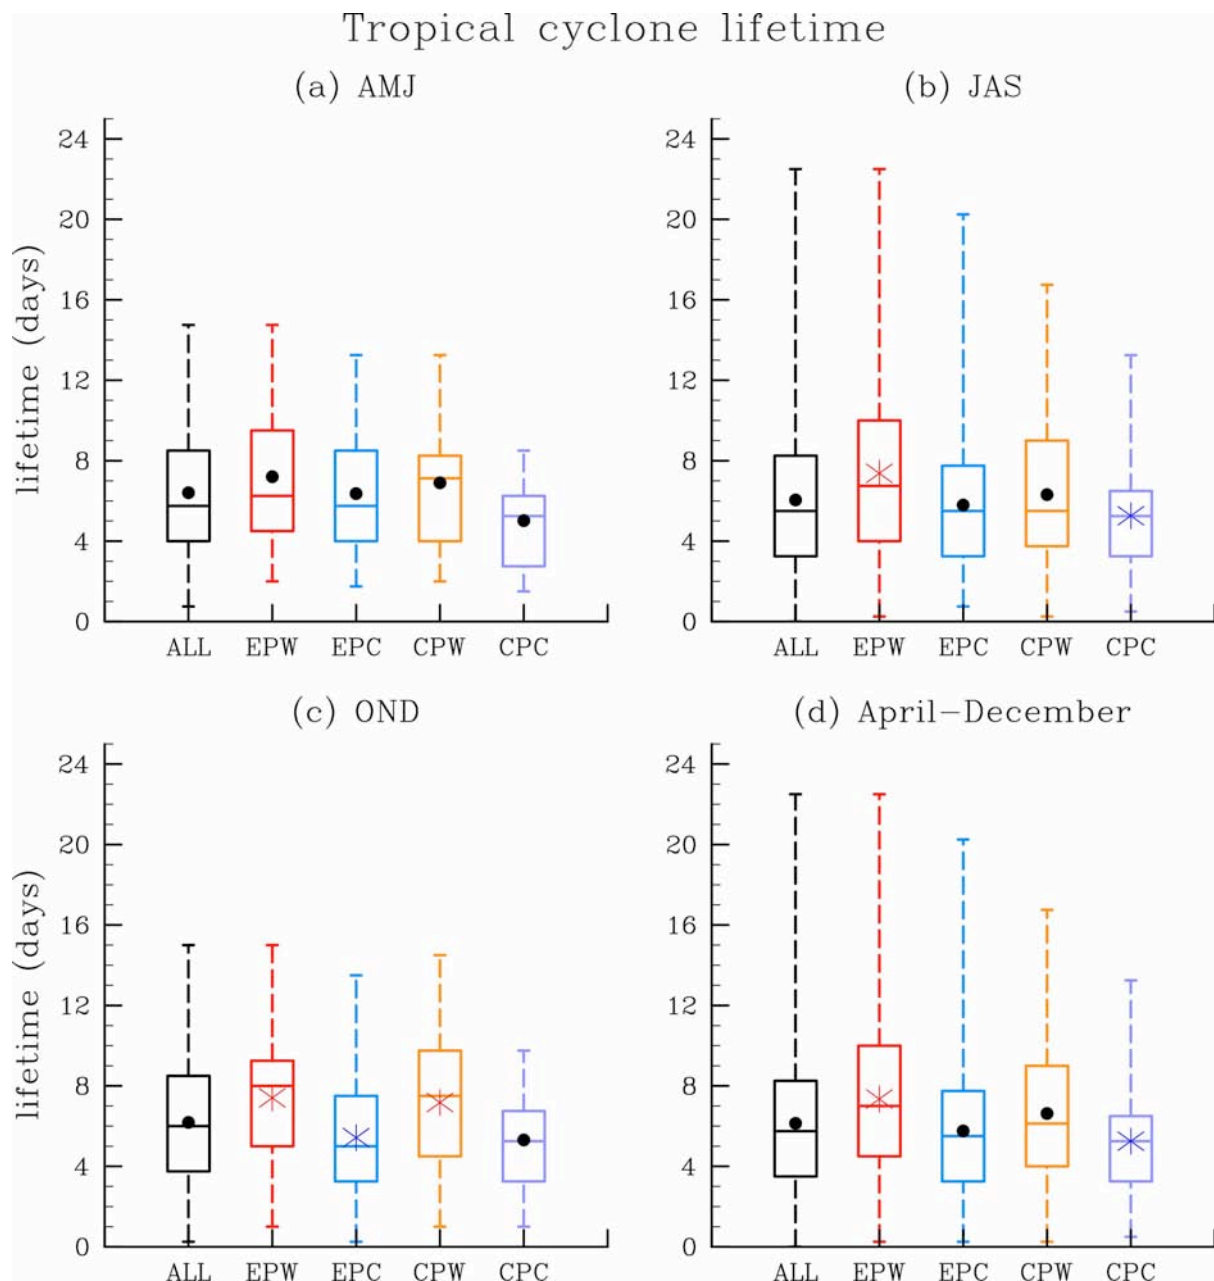 Tropical cyclone lifetime
(a) AMJ
(b) JAS
lifetime (days)
24
20
16
12
8
4
0
ALL EPW EPC CPW CPC
24
20
16
12
8
4
0
ALL EPW EPC CPW CPC
(c) OND
(d) April-December
lifetime (days)
24
20
16
12
8
4
0
ALL EPW EPC CPW CPC
24
20
16
12
8
4
0
ALL EPW EPC CPW CPC